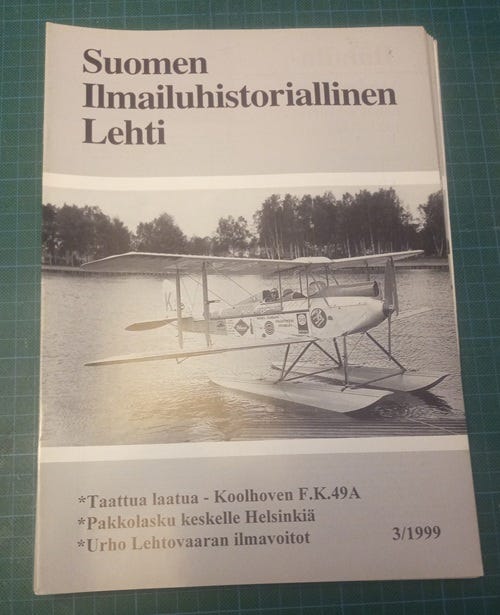 Suomen
Ilmailuhistoriallinen
Lehti
*Taattua laatua - Koolhoven F.K.49A
*Pakkolasku keskelle Helsinkiä
*Urho Lehtovaaran ilmavoitot
3/1999